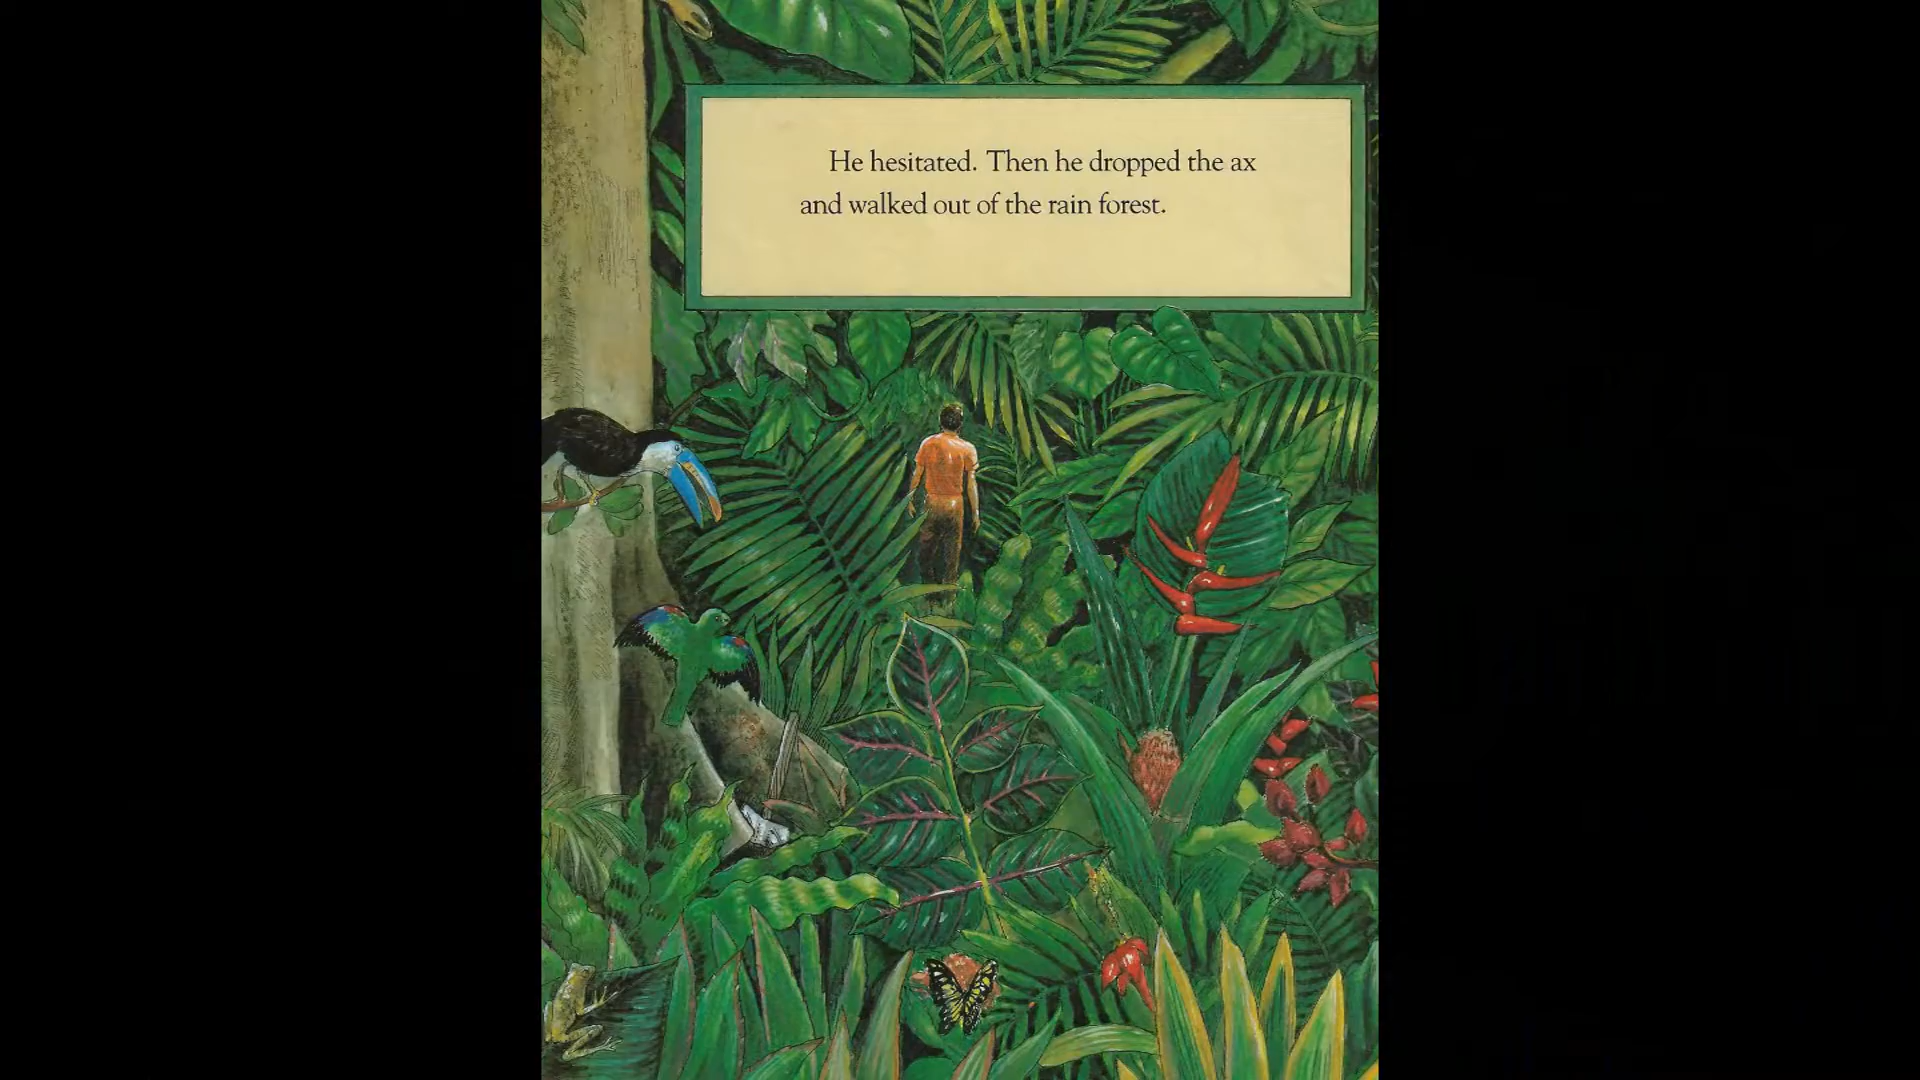 He hesitated. Then he dropped the ax
and walked out of the rain forest.